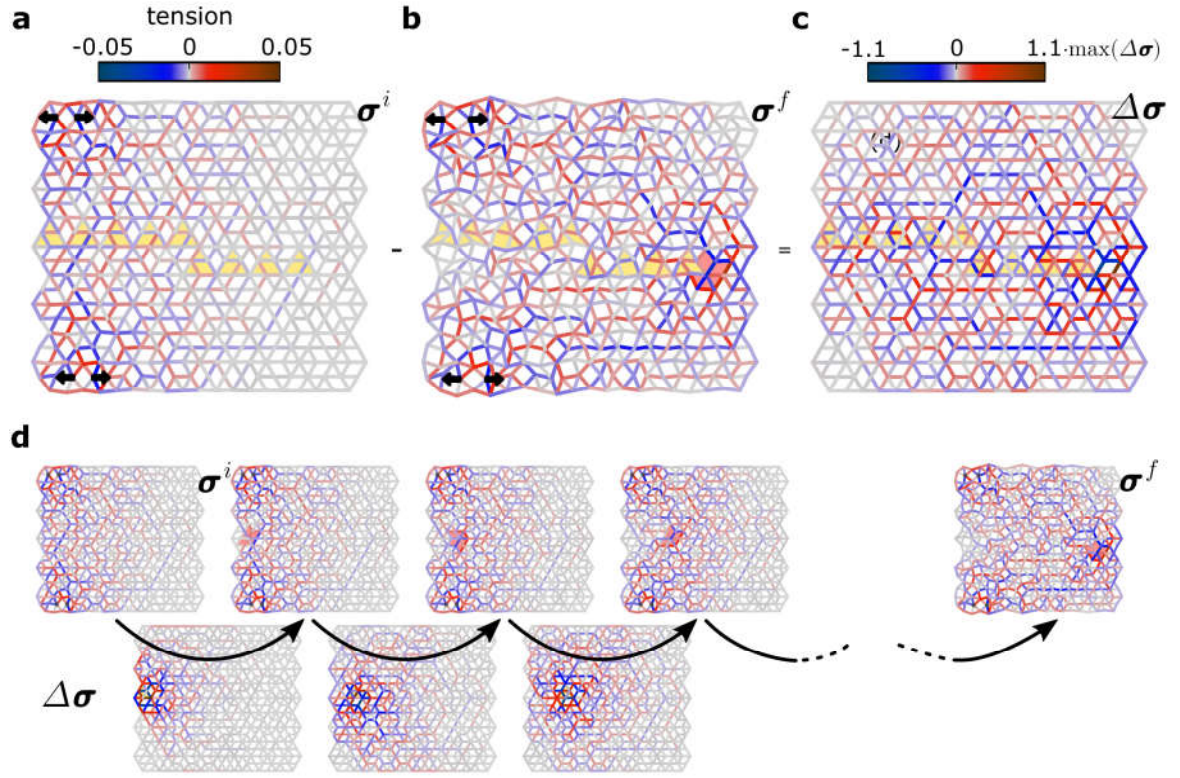 a
tension
-0.05 0 0.05
σ^i
b
σ^f
-
c
-1.1 0 1.1·max(Δσ)
Δσ
(d)
=
d
σ^i
σ^f
Δσ